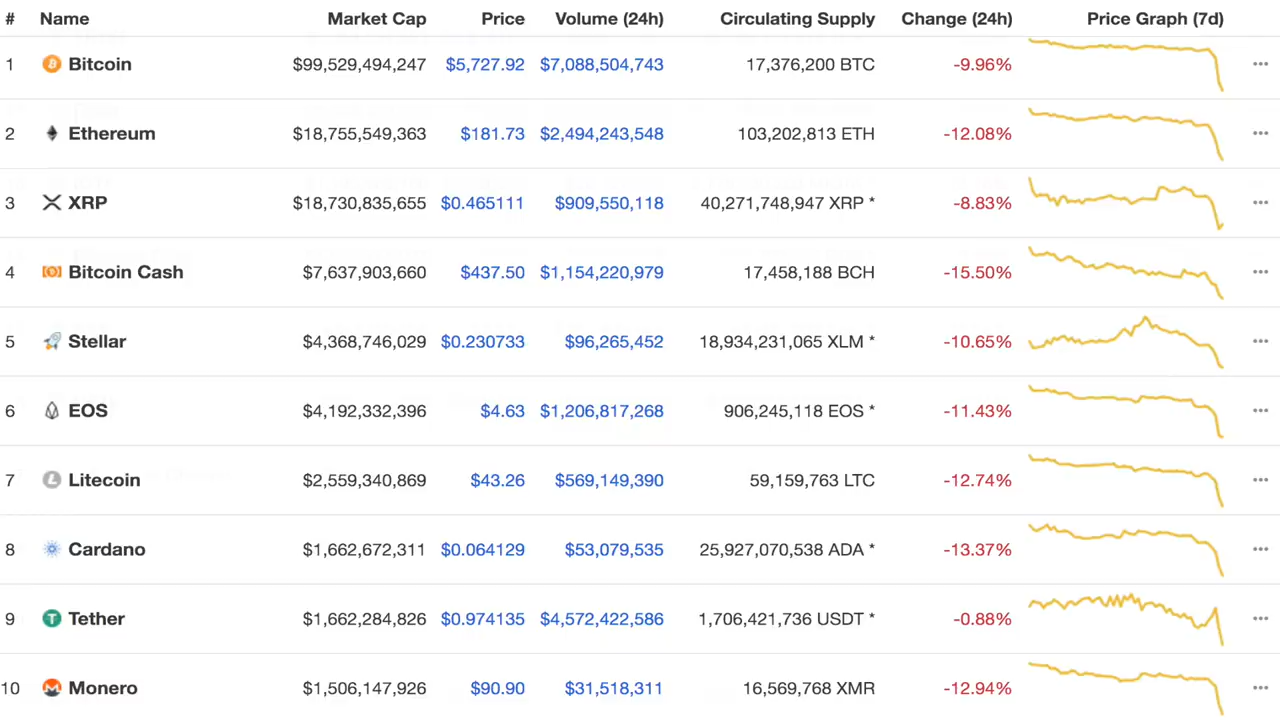 # Name Market Cap Price Volume (24h) Circulating Supply Change (24h) Price Graph (7d)
1 Bitcoin $99,529,494,247 $5,727.92 $7,088,504,743 17,376,200 BTC -9.96%
2 Ethereum $18,755,549,363 $181.73 $2,494,243,548 103,202,813 ETH -12.08%
3 XRP $18,730,835,655 $0.465111 $909,550,118 40,271,748,947 XRP * -8.83%
4 Bitcoin Cash $7,637,903,660 $437.50 $1,154,220,979 17,458,188 BCH -15.50%
5 Stellar $4,368,746,029 $0.230733 $96,265,452 18,934,231,065 XLM * -10.65%
6 EOS $4,192,332,396 $4.63 $1,206,817,268 906,245,118 EOS * -11.43%
7 Litecoin $2,559,340,869 $43.26 $569,149,390 59,159,763 LTC -12.74%
8 Cardano $1,662,672,311 $0.064129 $53,079,535 25,927,070,538 ADA * -13.37%
9 Tether $1,662,284,826 $0.974135 $4,572,422,586 1,706,421,736 USDT * -0.88%
10 Monero $1,506,147,926 $90.90 $31,518,311 16,569,768 XMR -12.94%